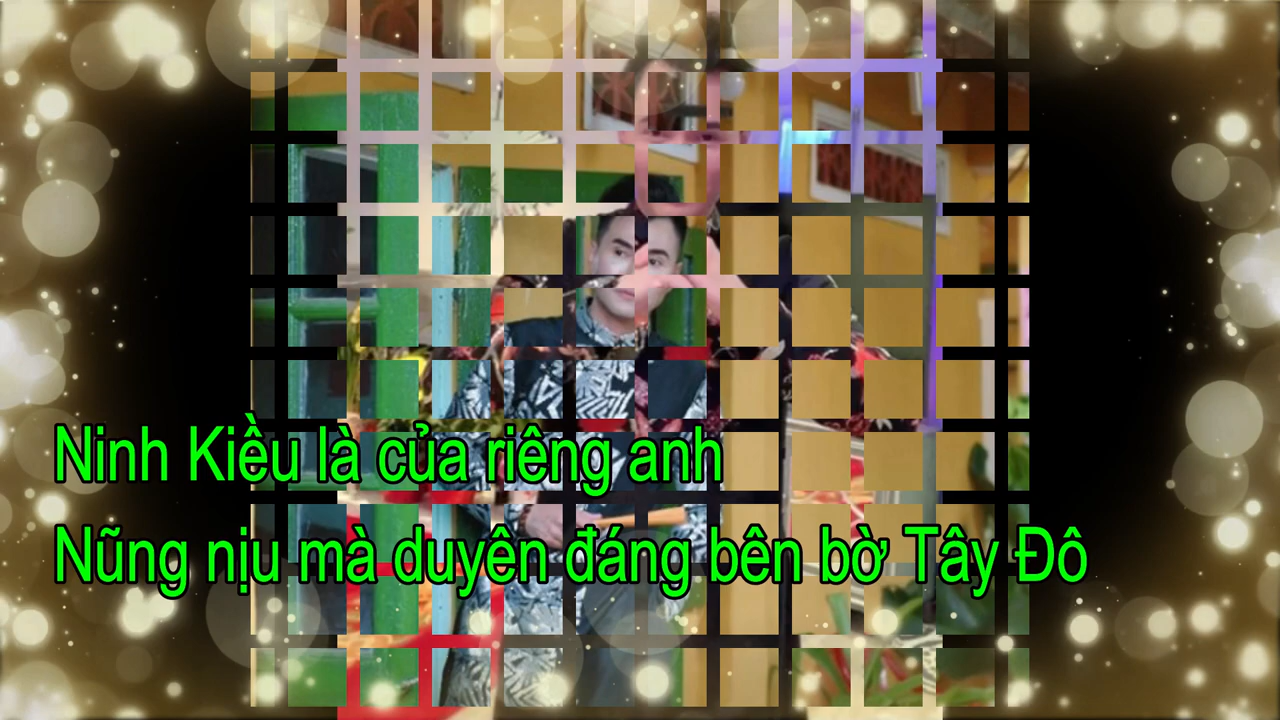 Ninh Kiều là của riêng anh
Nũng nịu mà duyên đáng bên bờ Tây Đô